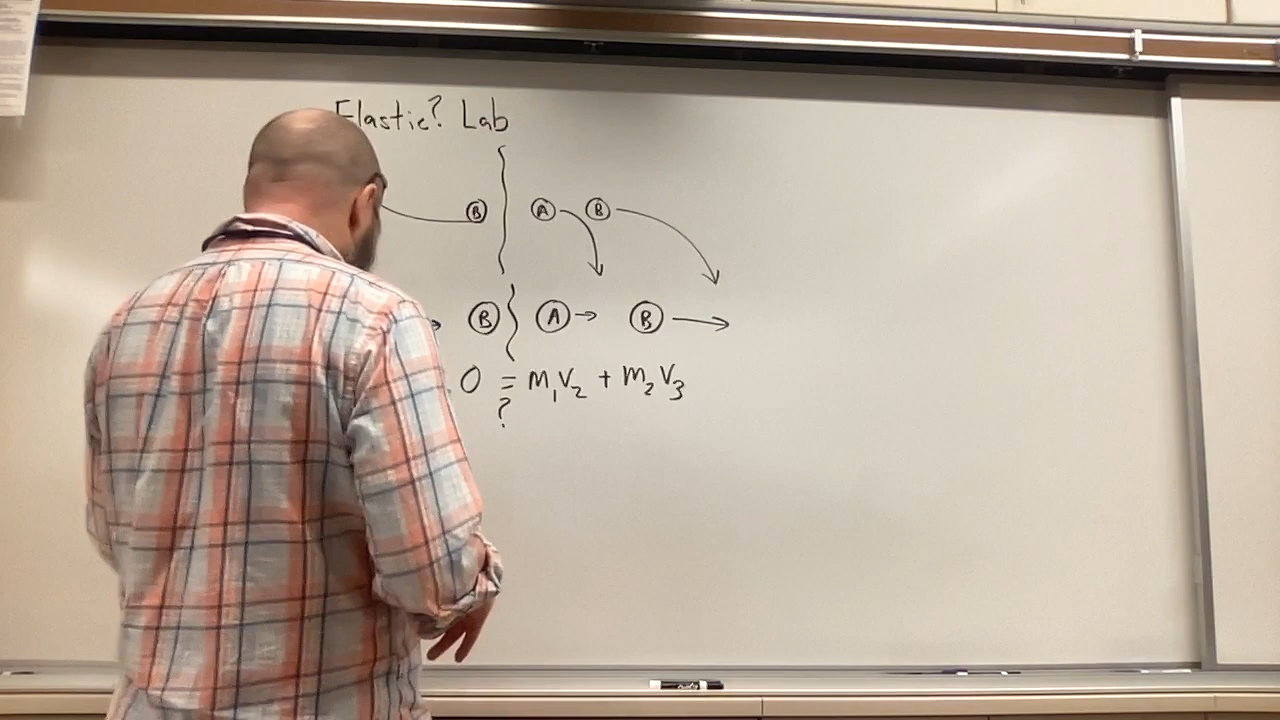 Elastic? Lab
B A B
B A B
0 = m₁v₂ + m₂v₃
?